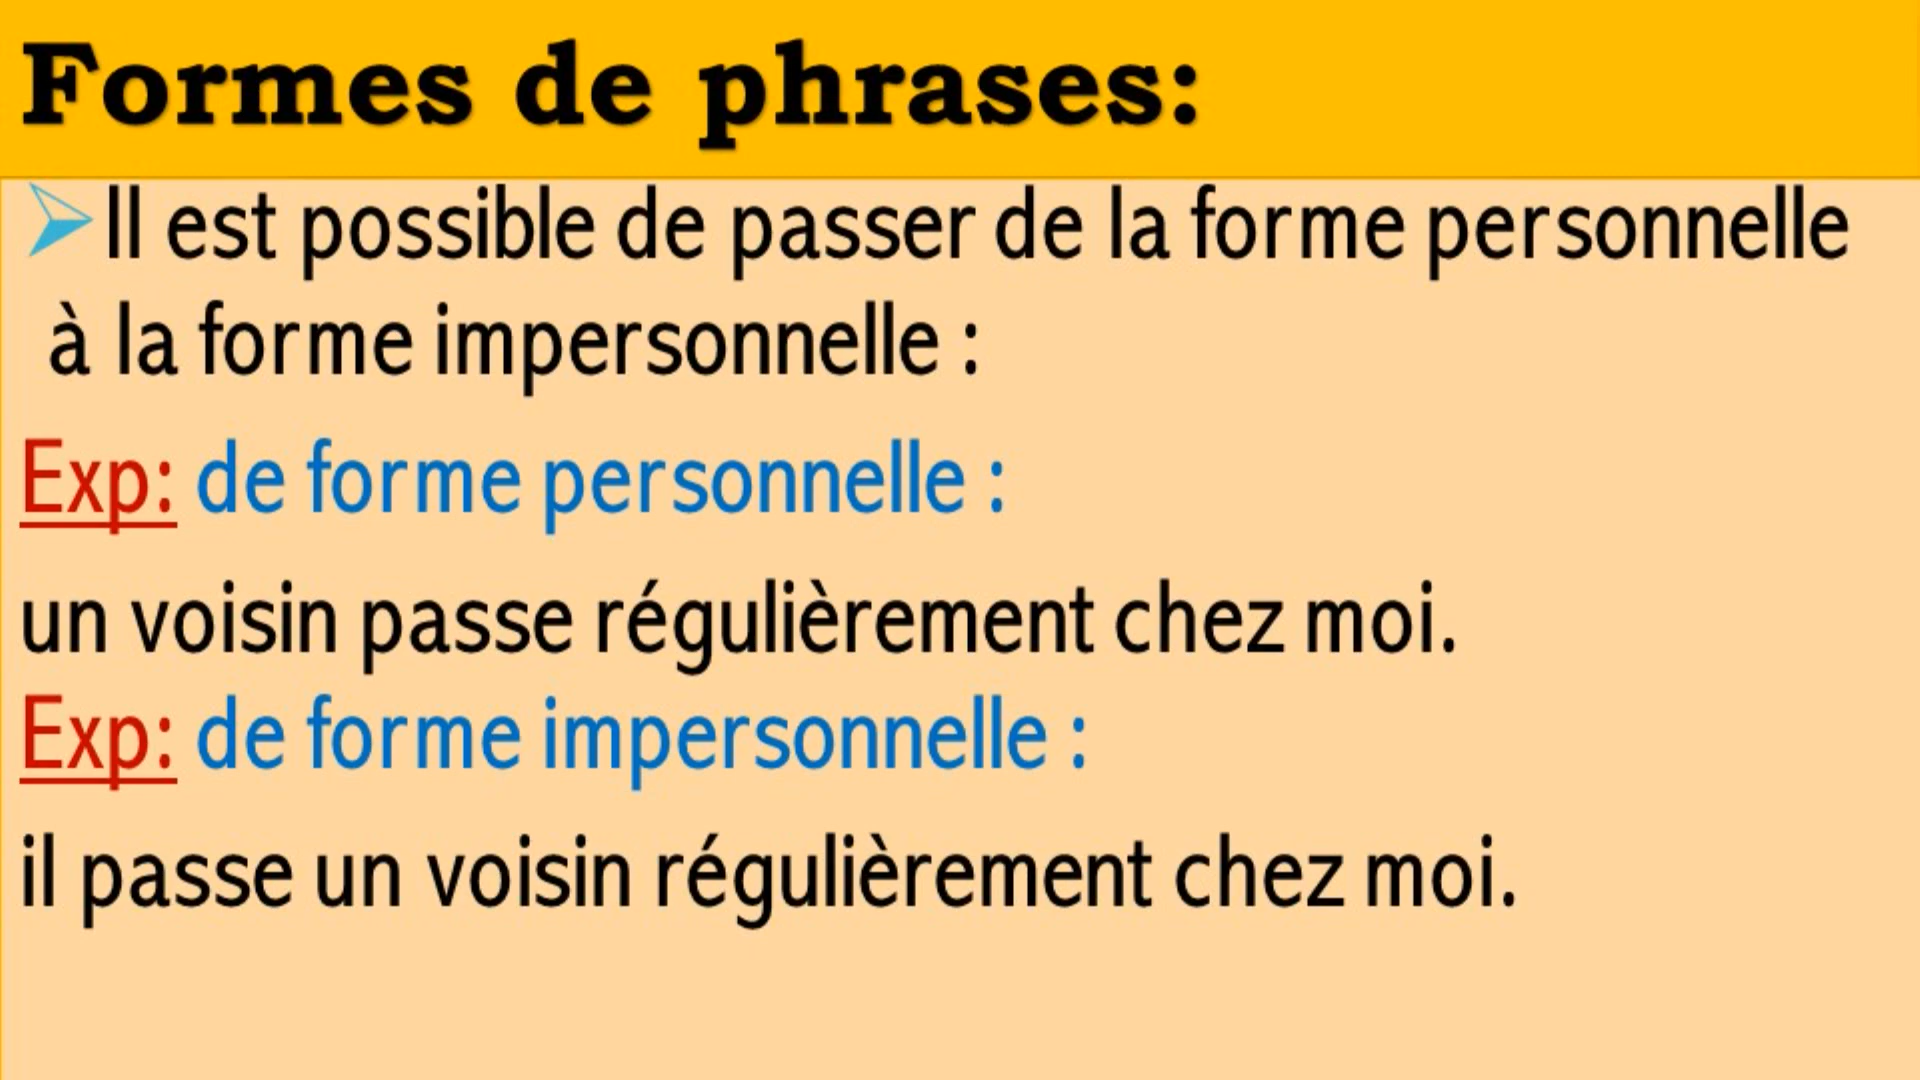 Formes de phrases:
Il est possible de passer de la forme personnelle
à la forme impersonnelle :
Exp: de forme personnelle :
un voisin passe régulièrement chez moi.
Exp: de forme impersonnelle :
il passe un voisin régulièrement chez moi.